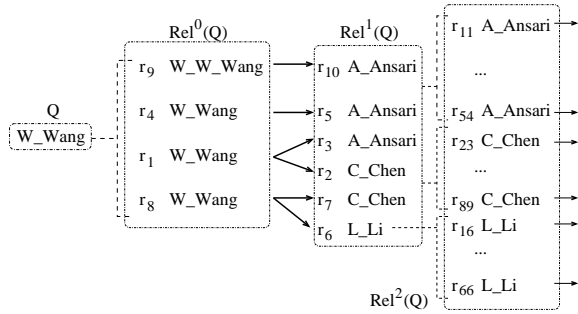 Q
W_Wang
Rel^0(Q)
r_9 W_W_Wang
r_4 W_Wang
r_1 W_Wang
r_8 W_Wang
Rel^1(Q)
r_10 A_Ansari
r_5 A_Ansari
r_3 A_Ansari
r_2 C_Chen
r_7 C_Chen
r_6 L_Li
r_11 A_Ansari
...
r_54 A_Ansari
r_23 C_Chen
...
r_89 C_Chen
r_16 L_Li
...
r_66 L_Li
Rel^2(Q)